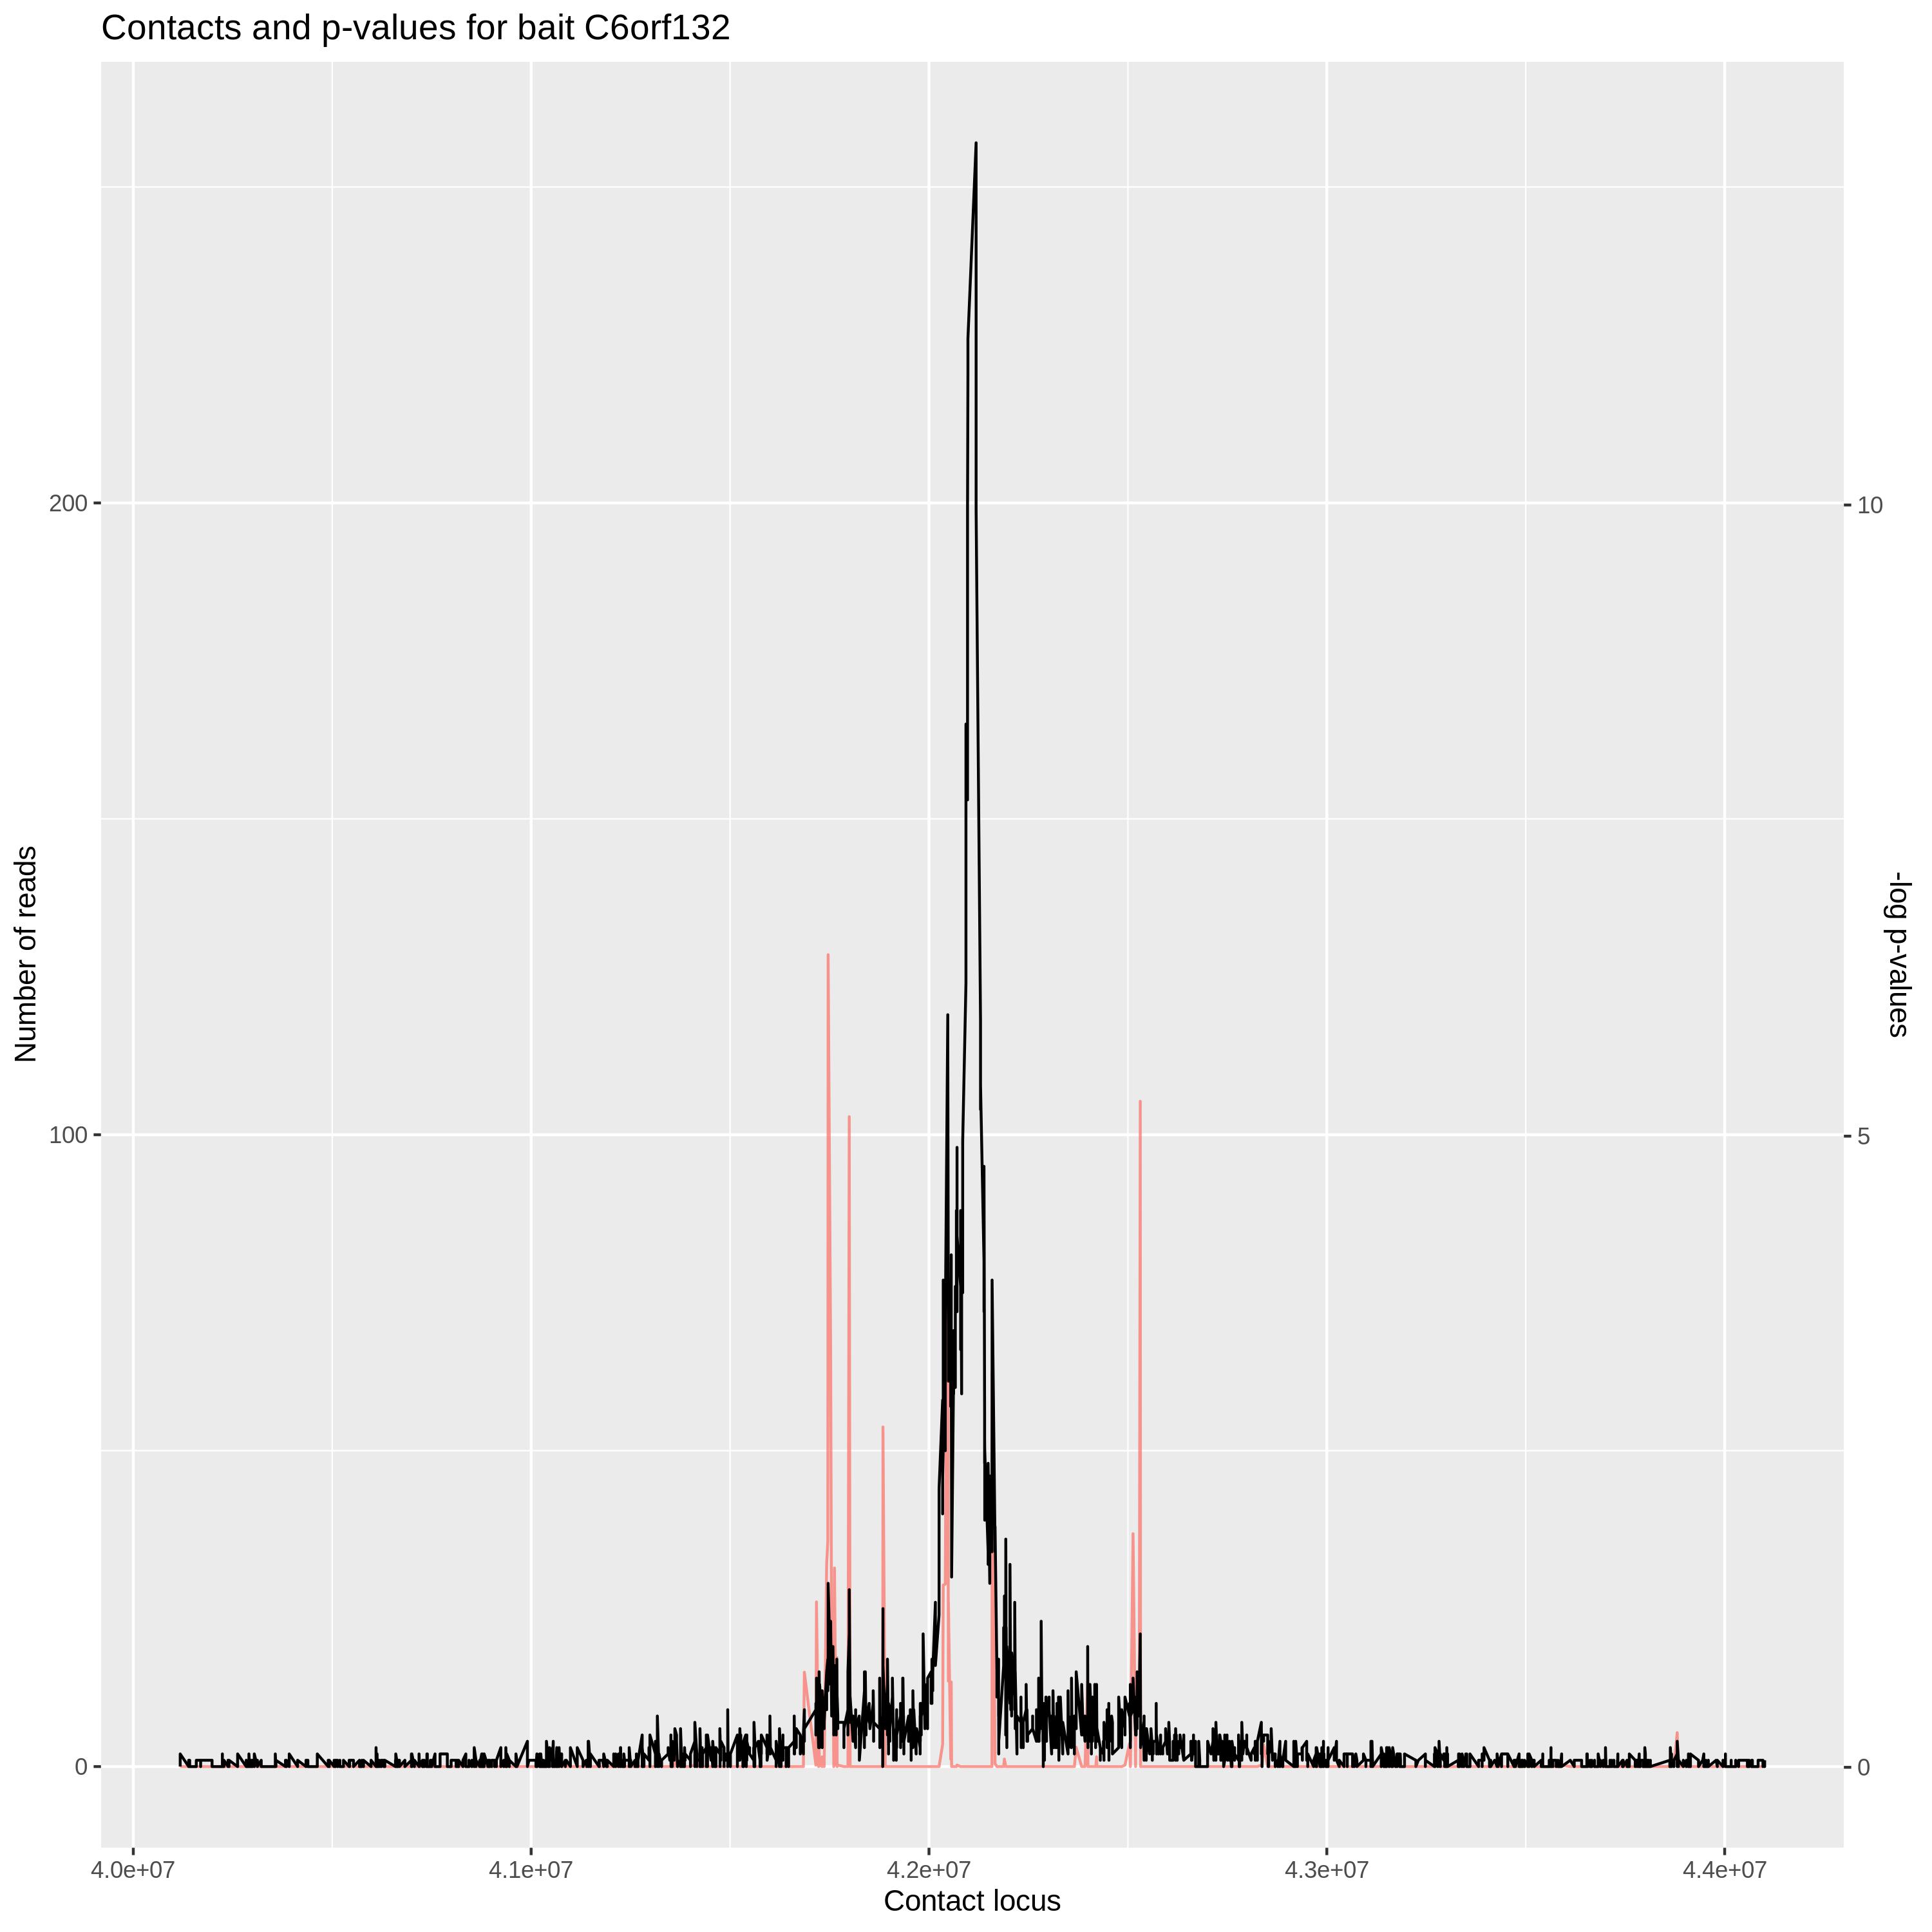 Contacts and p-values for bait C6orf132
200
100
0
Number of reads
10
5
0
-log p-values
4.0e+07 4.1e+07 4.2e+07 4.3e+07 4.4e+07
Contact locus